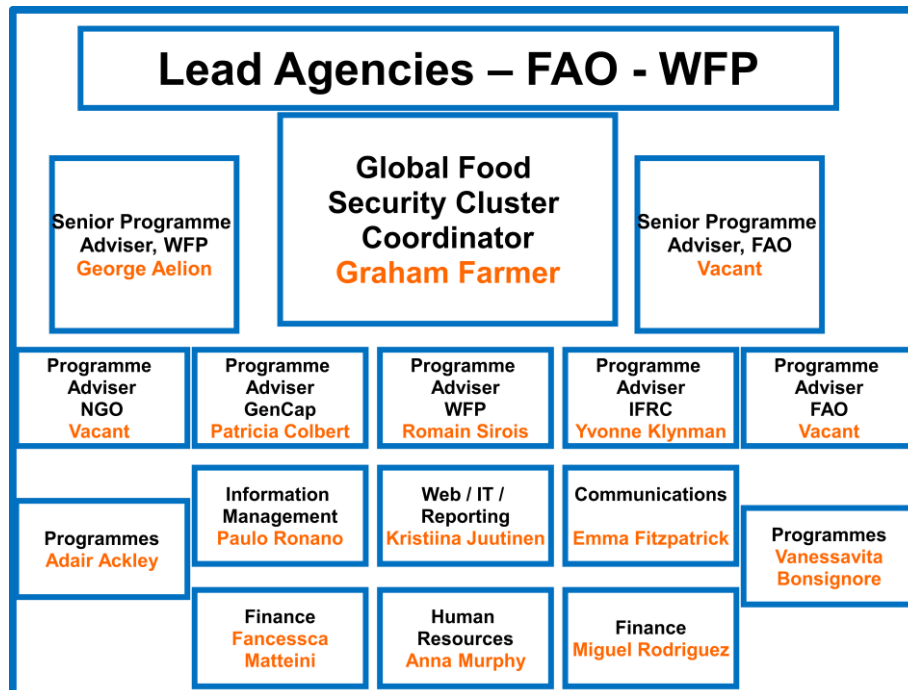 Lead Agencies – FAO - WFP
Global Food
Security Cluster
Coordinator
Graham Farmer
Senior Programme
Adviser, WFP
George Aelion
Senior Programme
Adviser, FAO
Vacant
Programme
Adviser
NGO
Vacant
Programme
Adviser
GenCap
Patricia Colbert
Programme
Adviser
WFP
Romain Sirois
Programme
Adviser
IFRC
Yvonne Klynman
Programme
Adviser
FAO
Vacant
Programmes
Adair Ackley
Information
Management
Paulo Ronano
Web / IT /
Reporting
Kristiina Juutinen
Communications
Emma Fitzpatrick
Programmes
Vanessavita
Bonsignore
Finance
Fancessca
Matteini
Human
Resources
Anna Murphy
Finance
Miguel Rodriguez